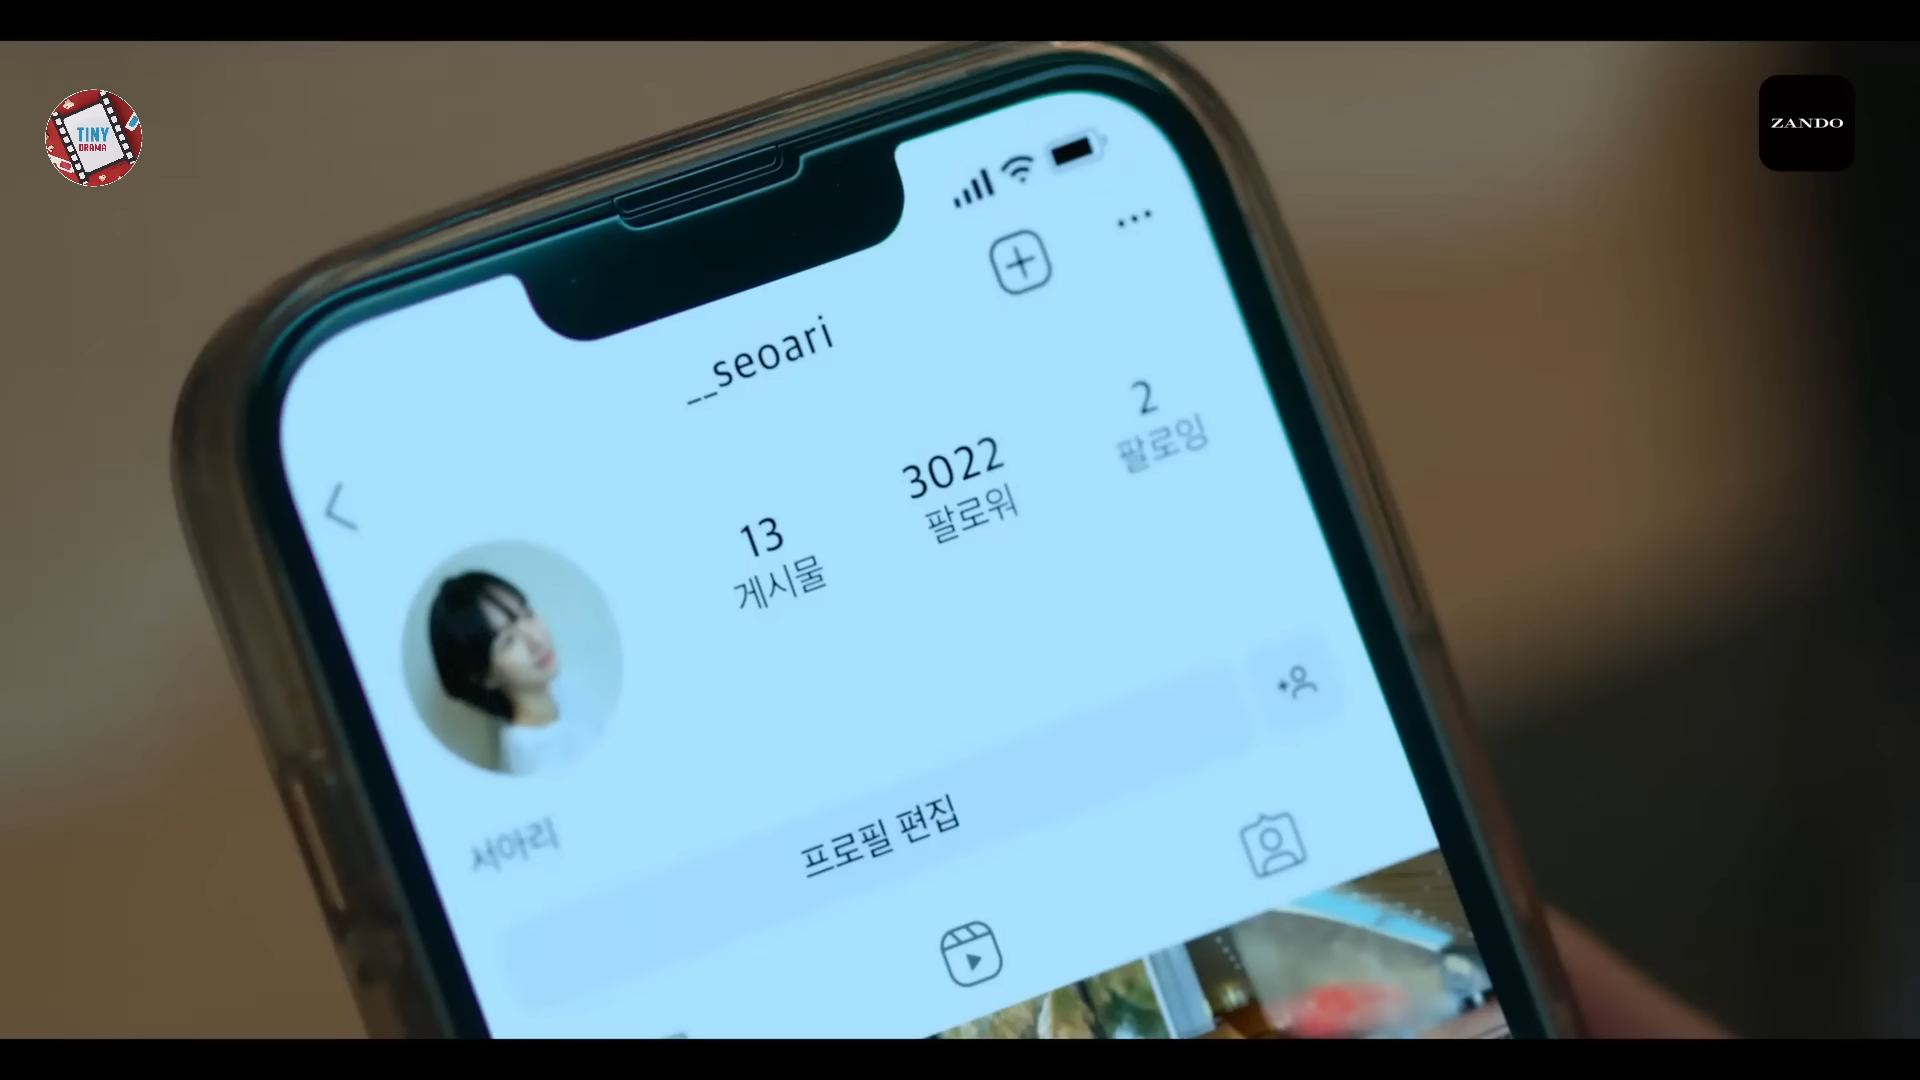 TINY
DRAMA
ZANDO
__seoari
13
게시물
3022
팔로워
2
팔로잉
서아리
프로필 편집